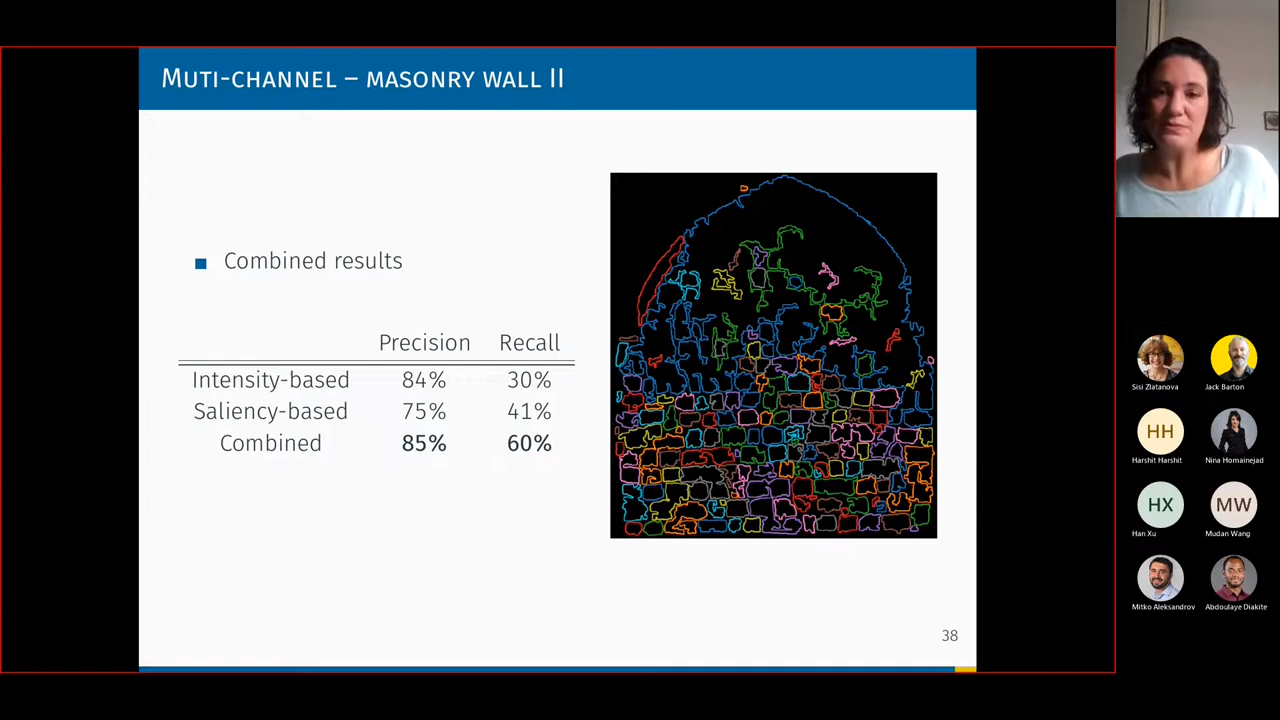 Muti-channel – masonry wall II
Combined results
Precision Recall
Intensity-based 84% 30%
Saliency-based 75% 41%
Combined 85% 60%
38
Sisi Zlatanova
Jack Barton
HH
Harshit Harshit
Nina Homainejad
HX
Han Xu
MW
Mudan Wang
Mitko Aleksandrov
Abdoulaye Diakite